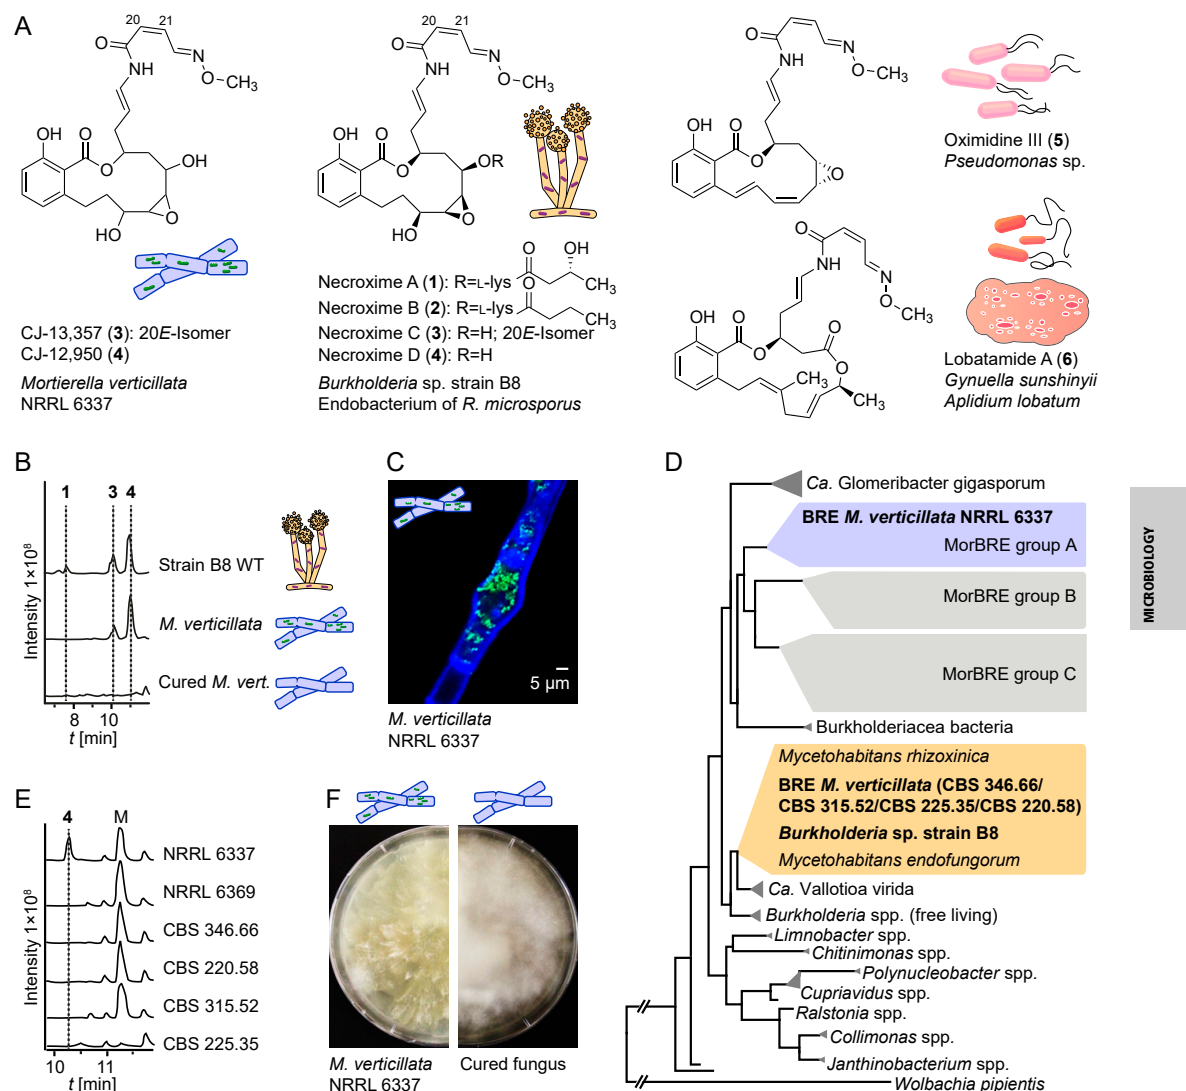 A
20 21
O
NH
N
O
CH3
OH
O
O
OH
O
HO
CJ-13,357 (3): 20E-Isomer
CJ-12,950 (4)
Mortierella verticillata
NRRL 6337
20 21
O
NH
N
O
CH3
OH
O
O
OR
O
HO
Necroxime A (1): R=L-lys
O OH
CH3
Necroxime B (2): R=L-lys
O
CH3
Necroxime C (3): R=H; 20E-Isomer
Necroxime D (4): R=H
Burkholderia sp. strain B8
Endobacterium of R. microsporus
O
NH
N
O
CH3
OH
O
O
O
Oximidine III (5)
Pseudomonas sp.
O
NH
N
O
CH3
OH
O
O
O
O
CH3
CH3
Lobatamide A (6)
Gynuella sunshinyii
Aplidium lobatum
B
1 3 4
Intensity 1×10⁸
Strain B8 WT
M. verticillata
Cured M. vert.
8 10
t [min]
C
5 µm
M. verticillata
NRRL 6337
D
Ca. Glomeribacter gigasporum
BRE M. verticillata NRRL 6337
MorBRE group A
MorBRE group B
MorBRE group C
Burkholderiacea bacteria
Mycetohabitans rhizoxinica
BRE M. verticillata (CBS 346.66/
CBS 315.52/CBS 225.35/CBS 220.58)
Burkholderia sp. strain B8
Mycetohabitans endofungorum
Ca. Vallotioa virida
Burkholderia spp. (free living)
Limnobacter spp.
Chitinimonas spp.
Polynucleobacter spp.
Cupriavidus spp.
Ralstonia spp.
Collimonas spp.
Janthinobacterium spp.
Wolbachia pipientis
MICROBIOLOGY
E
4 M
Intensity 1×10⁸
NRRL 6337
NRRL 6369
CBS 346.66
CBS 220.58
CBS 315.52
CBS 225.35
10 11
t [min]
F
M. verticillata
NRRL 6337
Cured fungus